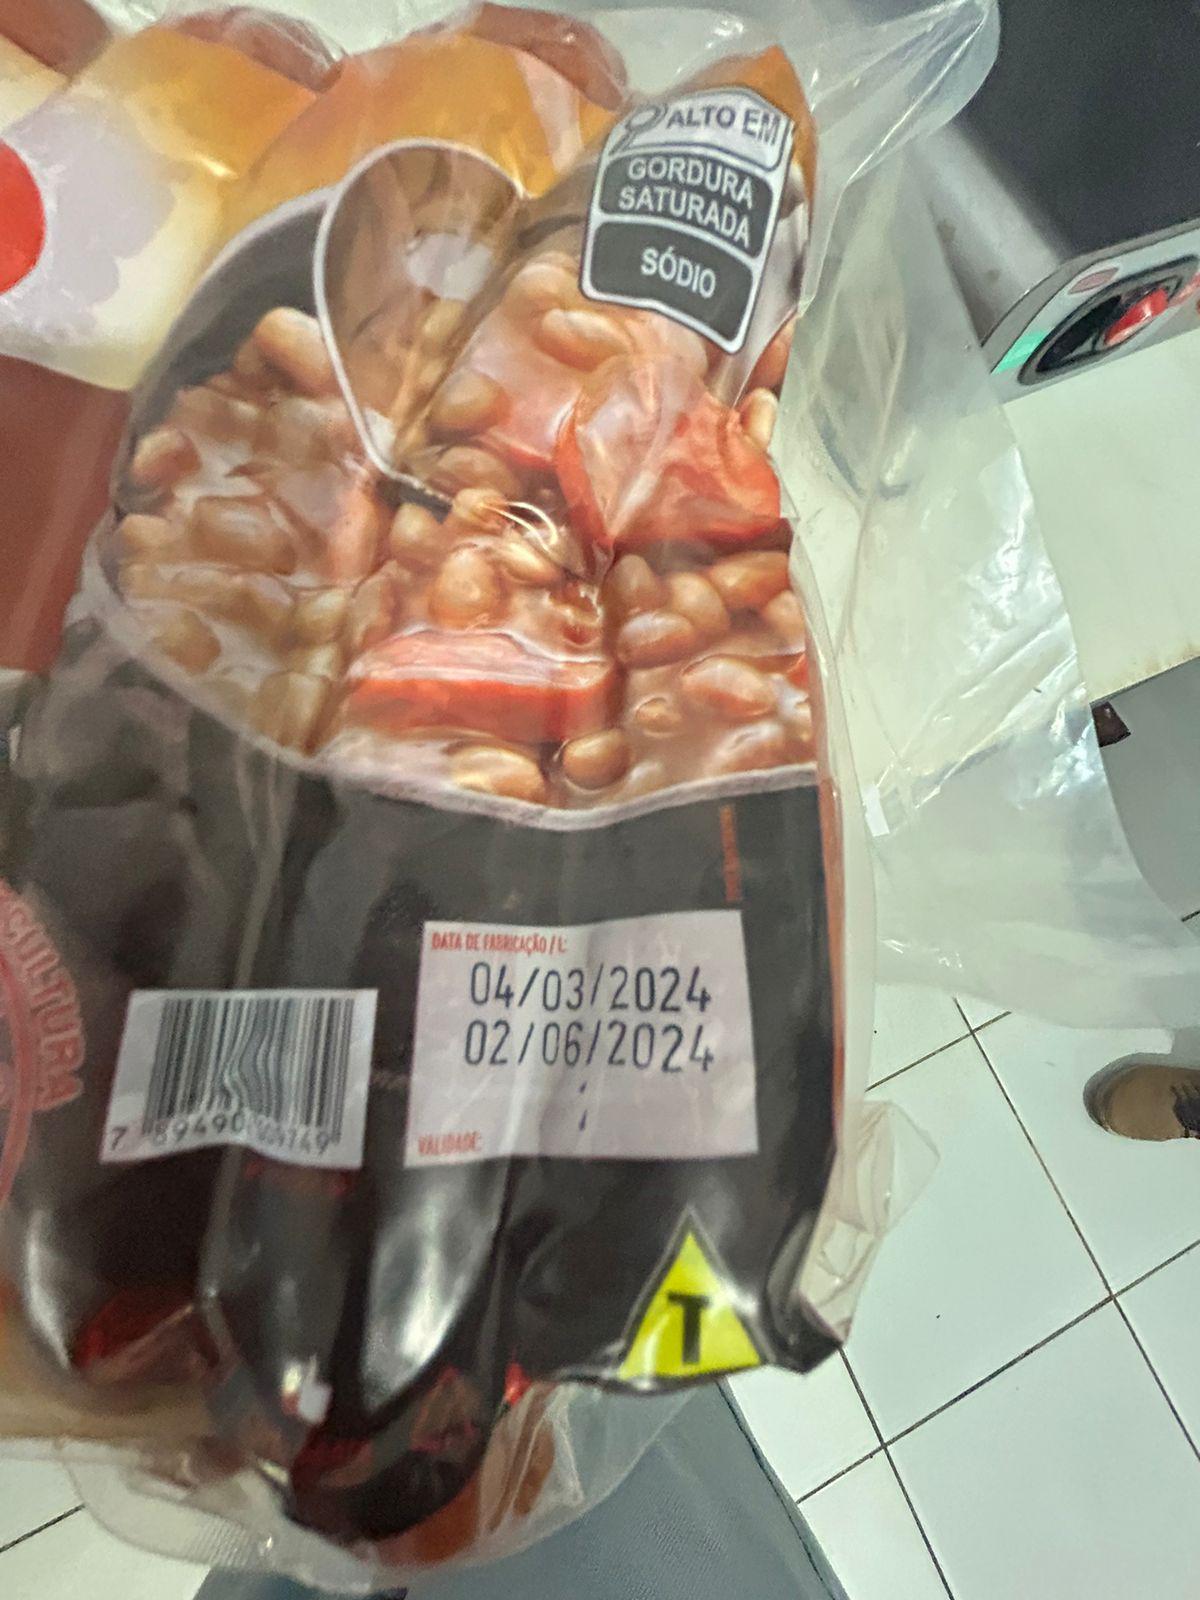 ALTO EM
GORDURA
SATURADA
SÓDIO
DATA DE FABRICAÇÃO / L:
04/03/2024
02/06/2024
VALIDADE:
T